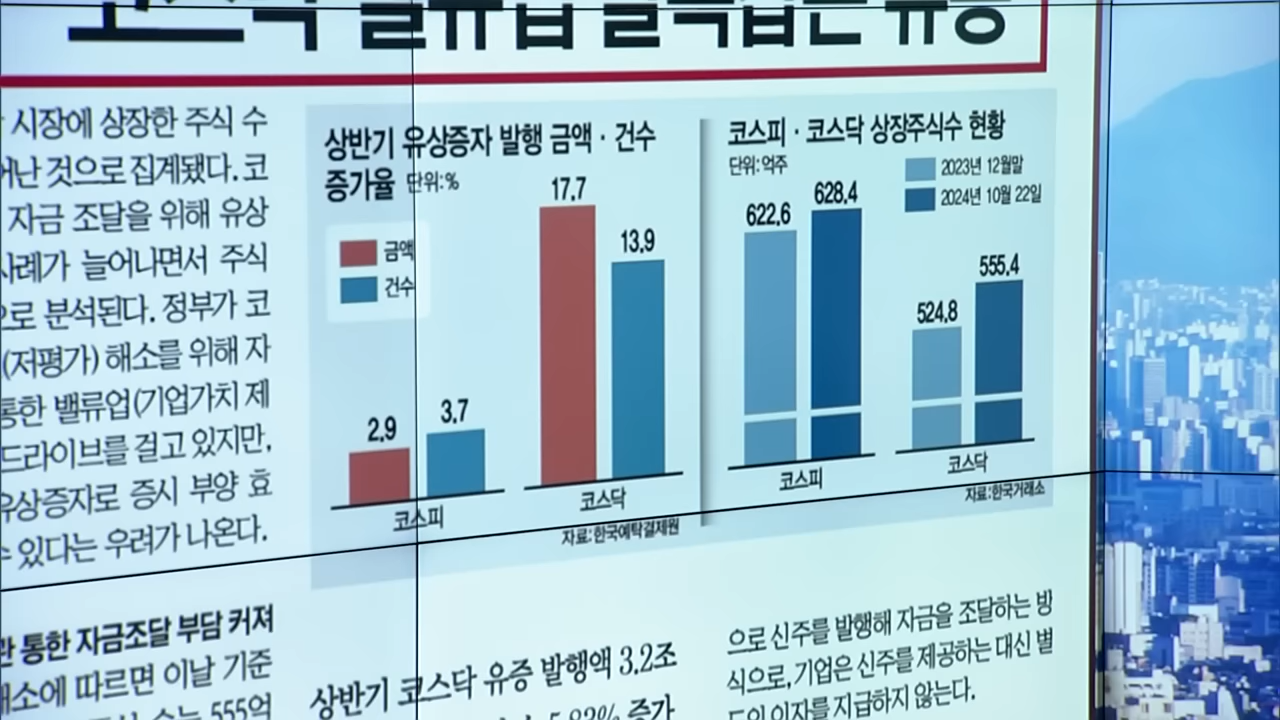 시장에 상장한 주식 수
어난 것으로 집계됐다. 코
자금 조달을 위해 유상
사례가 늘어나면서 주식
으로 분석된다. 정부가 코
(저평가) 해소를 위해 자
통한 밸류업(기업가치 제
드라이브를 걸고 있지만,
유상증자로 증시 부양 효
수 있다는 우려가 나온다.
통한 자금조달 부담 커져
에 따르면 이날 기준
555억
상반기 유상증자 발행 금액·건수
증가율 단위:%
금액
건수
2.9
3.7
17.7
13.9
코스피
코스닥
자료:한국예탁결제원
코스피·코스닥 상장주식수 현황
단위:억주
2023년 12월말
2024년 10월 22일
622.6
628.4
524.8
555.4
코스피
코스닥
자료:한국거래소
상반기 코스닥 유증 발행액 3.2조
증가
으로 신주를 발행해 자금을 조달하는 방
식으로, 기업은 신주를 제공하는 대신 별
도의 이자를 지급하지 않는다.